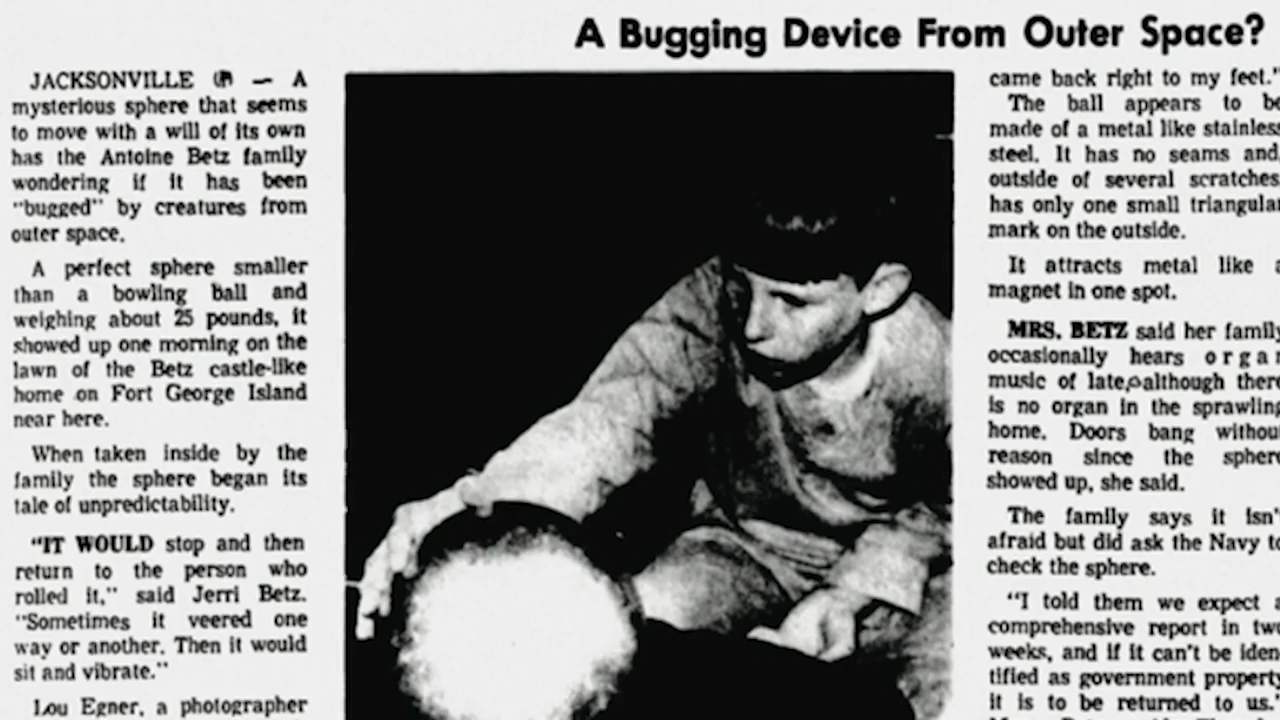 A Bugging Device From Outer Space?
JACKSONVILLE (AP) — A
mysterious sphere that seems
to move with a will of its own
has the Antoine Betz family
wondering if it has been
"bugged" by creatures from
outer space.
A perfect sphere smaller
than a bowling ball and
weighing about 25 pounds, it
showed up one morning on the
lawn of the Betz castle-like
home on Fort George Island
near here.
When taken inside by the
family the sphere began its
tale of unpredictability.
"IT WOULD stop and then
return to the person who
rolled it," said Jerri Betz.
"Sometimes it veered one
way or another. Then it would
sit and vibrate."
Lou Egner, a photographer
came back right to my feet."
The ball appears to be
made of a metal like stainless
steel. It has no seams and,
outside of several scratches,
has only one small triangular
mark on the outside.
It attracts metal like a
magnet in one spot.
MRS. BETZ said her family
occasionally hears organ
music of late, although there
is no organ in the sprawling
home. Doors bang without
reason since the sphere
showed up, she said.
The family says it isn't
afraid but did ask the Navy to
check the sphere.
"I told them we expect a
comprehensive report in two
weeks, and if it can't be iden-
tified as government property
it is to be returned to us."